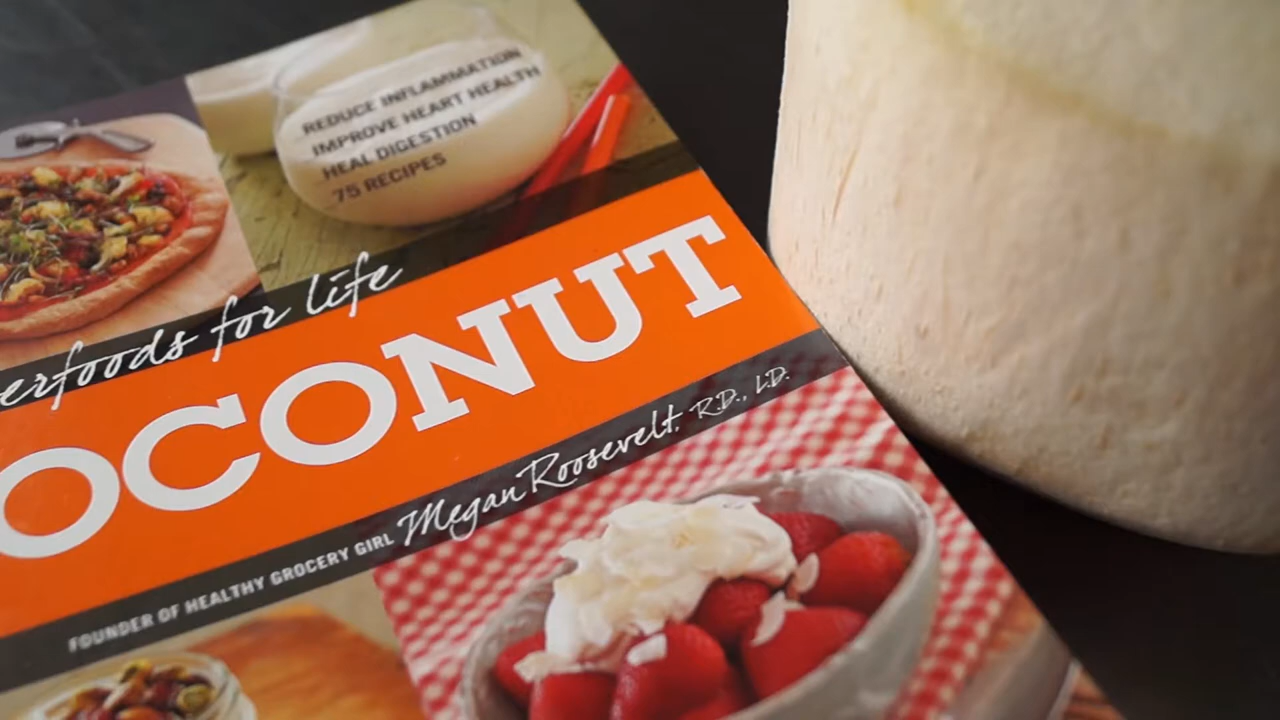 REDUCE INFLAMMATION
IMPROVE HEART HEALTH
HEAL DIGESTION
75 RECIPES
erfoods for life
OCONUT
FOUNDER OF HEALTHY GROCERY GIRL Megan Roosevelt, R.D., L.D.